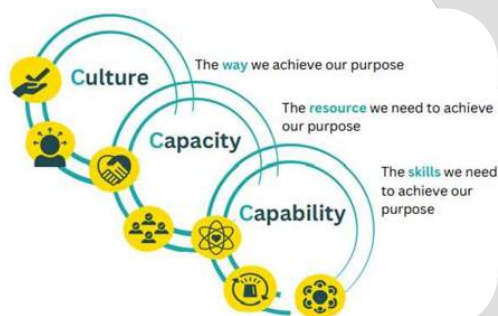 Culture
The way we achieve our purpose
Capacity
The resource we need to achieve
our purpose
Capability
The skills we need
to achieve our
purpose